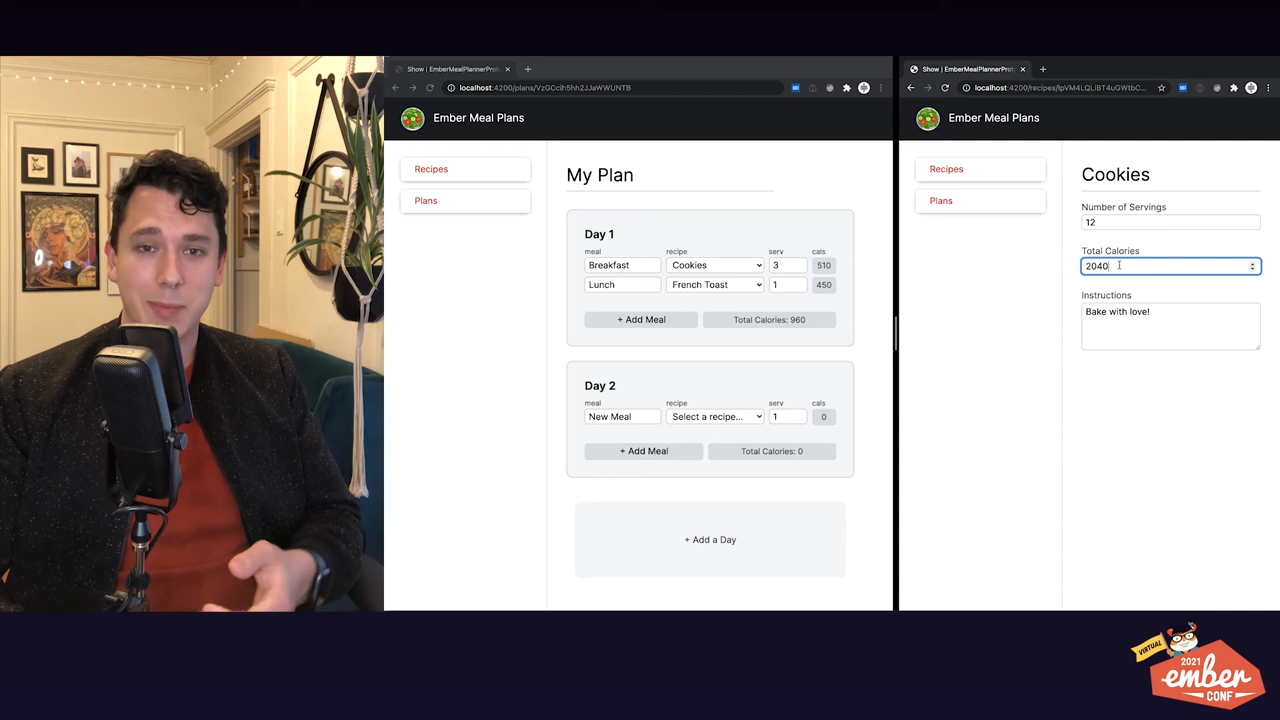 Show | EmberMealPlannerProt
localhost:4200/plans/VzGCcih5hh2JJaWWUNTB
Ember Meal Plans
Recipes
Plans
My Plan
Day 1
meal recipe serv cals
Breakfast Cookies 3 510
Lunch French Toast 1 450
+ Add Meal Total Calories: 960
Day 2
meal recipe serv cals
New Meal Select a recipe... 1 0
+ Add Meal Total Calories: 0
+ Add a Day
Show | EmberMealPlannerProt
Ember Meal Plans
Recipes
Plans
Cookies
Number of Servings
12
Total Calories
2040
Instructions
Bake with love!
VIRTUAL
2021
ember
CONF